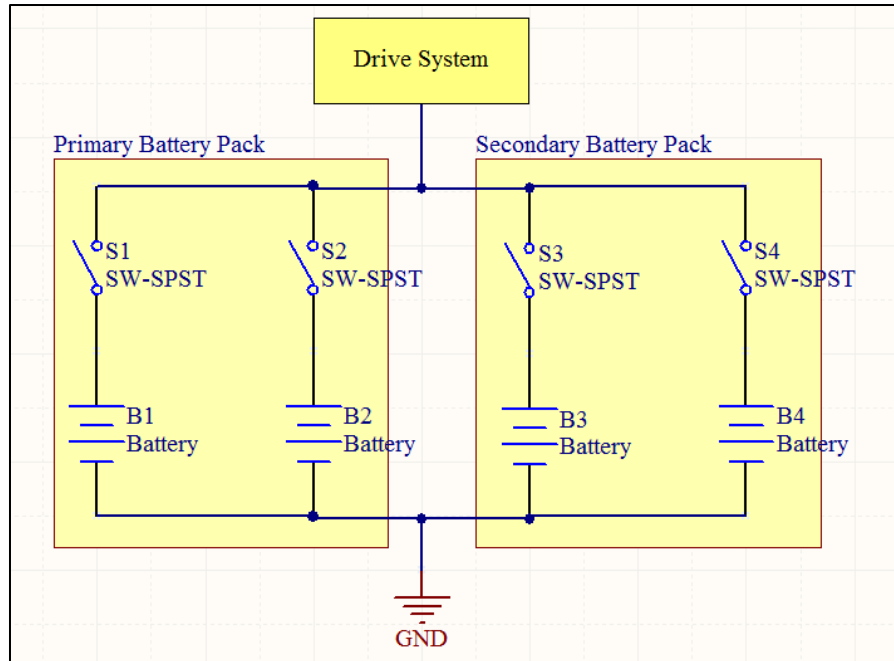 Drive System
Primary Battery Pack
Secondary Battery Pack
S1
SW-SPST
S2
SW-SPST
S3
SW-SPST
S4
SW-SPST
B1
Battery
B2
Battery
B3
Battery
B4
Battery
GND